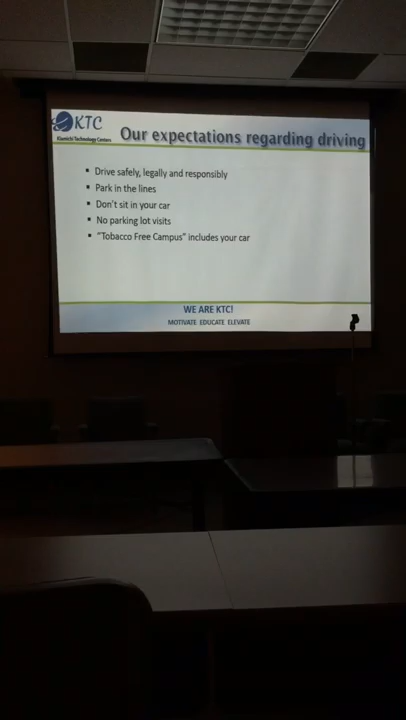 KTC
Kiamichi Technology Centers
Our expectations regarding driving
▪ Drive safely, legally and responsibly
▪ Park in the lines
▪ Don't sit in your car
▪ No parking lot visits
▪ "Tobacco Free Campus" includes your car
WE ARE KTC!
MOTIVATE EDUCATE ELEVATE